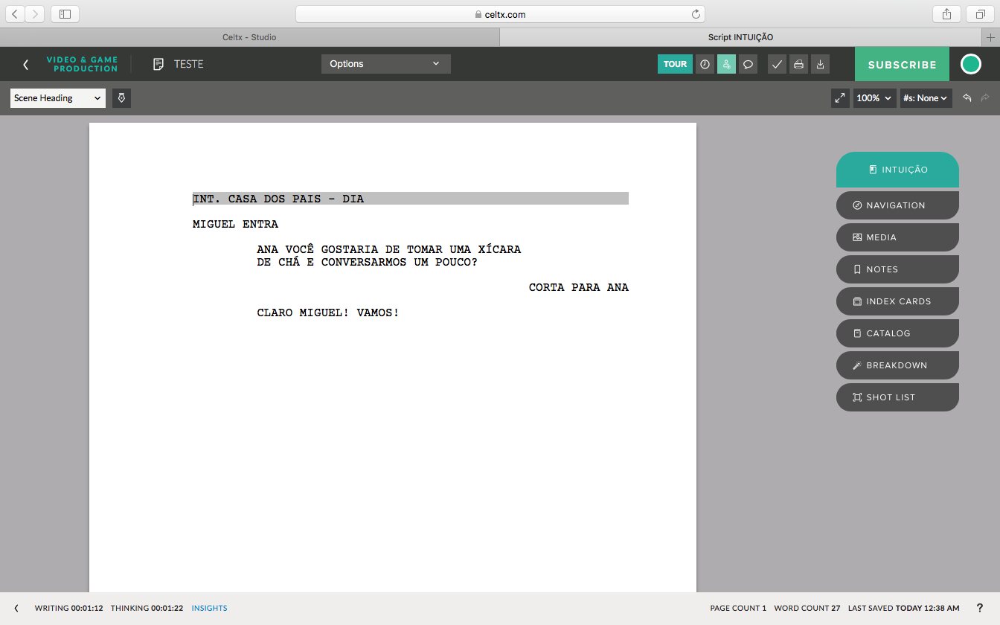 celtx.com
Celtx - Studio
Script INTUIÇÃO
VIDEO & GAME
PRODUCTION
TESTE
Options
TOUR
SUBSCRIBE
Scene Heading
100%
#s: None
INT. CASA DOS PAIS - DIA
MIGUEL ENTRA
ANA VOCÊ GOSTARIA DE TOMAR UMA XÍCARA
DE CHÁ E CONVERSARMOS UM POUCO?
CORTA PARA ANA
CLARO MIGUEL! VAMOS!
INTUIÇÃO
NAVIGATION
MEDIA
NOTES
INDEX CARDS
CATALOG
BREAKDOWN
SHOT LIST
WRITING 00:01:12 THINKING 00:01:22 INSIGHTS
PAGE COUNT 1 WORD COUNT 27 LAST SAVED TODAY 12:38 AM ?